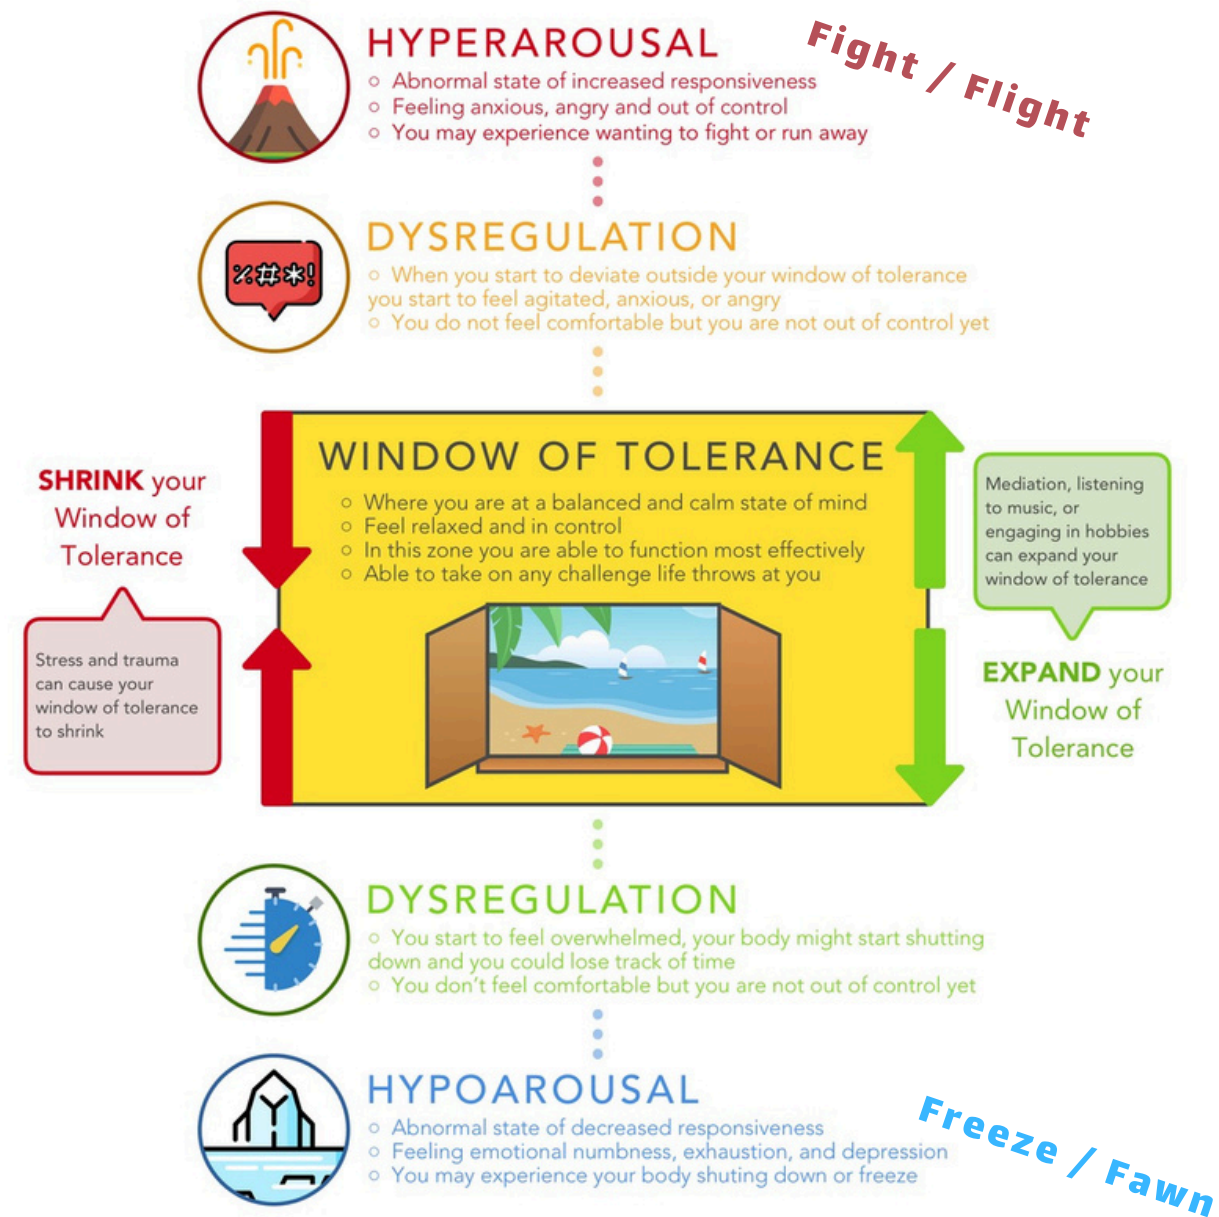 HYPERAROUSAL
Fight / Flight
○ Abnormal state of increased responsiveness
○ Feeling anxious, angry and out of control
○ You may experience wanting to fight or run away
%#*!
DYSREGULATION
○ When you start to deviate outside your window of tolerance
you start to feel agitated, anxious, or angry
○ You do not feel comfortable but you are not out of control yet
SHRINK your
Window of
Tolerance
Stress and trauma
can cause your
window of tolerance
to shrink
WINDOW OF TOLERANCE
○ Where you are at a balanced and calm state of mind
○ Feel relaxed and in control
○ In this zone you are able to function most effectively
○ Able to take on any challenge life throws at you
Mediation, listening
to music, or
engaging in hobbies
can expand your
window of tolerance
EXPAND your
Window of
Tolerance
DYSREGULATION
○ You start to feel overwhelmed, your body might start shutting
down and you could lose track of time
○ You don't feel comfortable but you are not out of control yet
HYPOAROUSAL
○ Abnormal state of decreased responsiveness
○ Feeling emotional numbness, exhaustion, and depression
○ You may experience your body shuting down or freeze
Freeze / Fawn